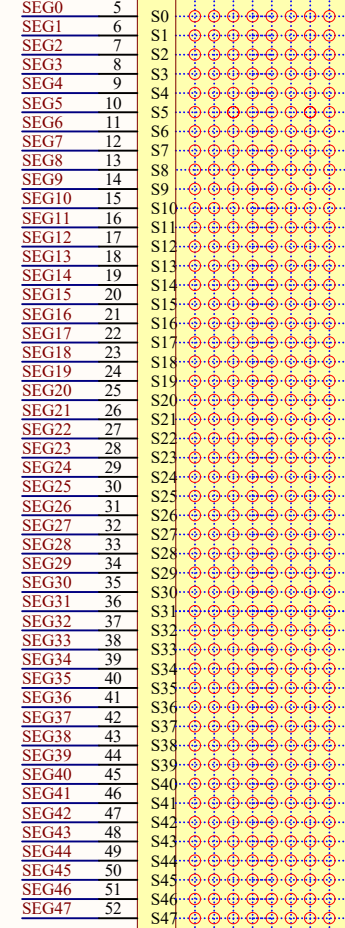 SEG0 5 S0
SEG1 6 S1
SEG2 7 S2
SEG3 8 S3
SEG4 9 S4
SEG5 10 S5
SEG6 11 S6
SEG7 12 S7
SEG8 13 S8
SEG9 14 S9
SEG10 15 S10
SEG11 16 S11
SEG12 17 S12
SEG13 18 S13
SEG14 19 S14
SEG15 20 S15
SEG16 21 S16
SEG17 22 S17
SEG18 23 S18
SEG19 24 S19
SEG20 25 S20
SEG21 26 S21
SEG22 27 S22
SEG23 28 S23
SEG24 29 S24
SEG25 30 S25
SEG26 31 S26
SEG27 32 S27
SEG28 33 S28
SEG29 34 S29
SEG30 35 S30
SEG31 36 S31
SEG32 37 S32
SEG33 38 S33
SEG34 39 S34
SEG35 40 S35
SEG36 41 S36
SEG37 42 S37
SEG38 43 S38
SEG39 44 S39
SEG40 45 S40
SEG41 46 S41
SEG42 47 S42
SEG43 48 S43
SEG44 49 S44
SEG45 50 S45
SEG46 51 S46
SEG47 52 S47